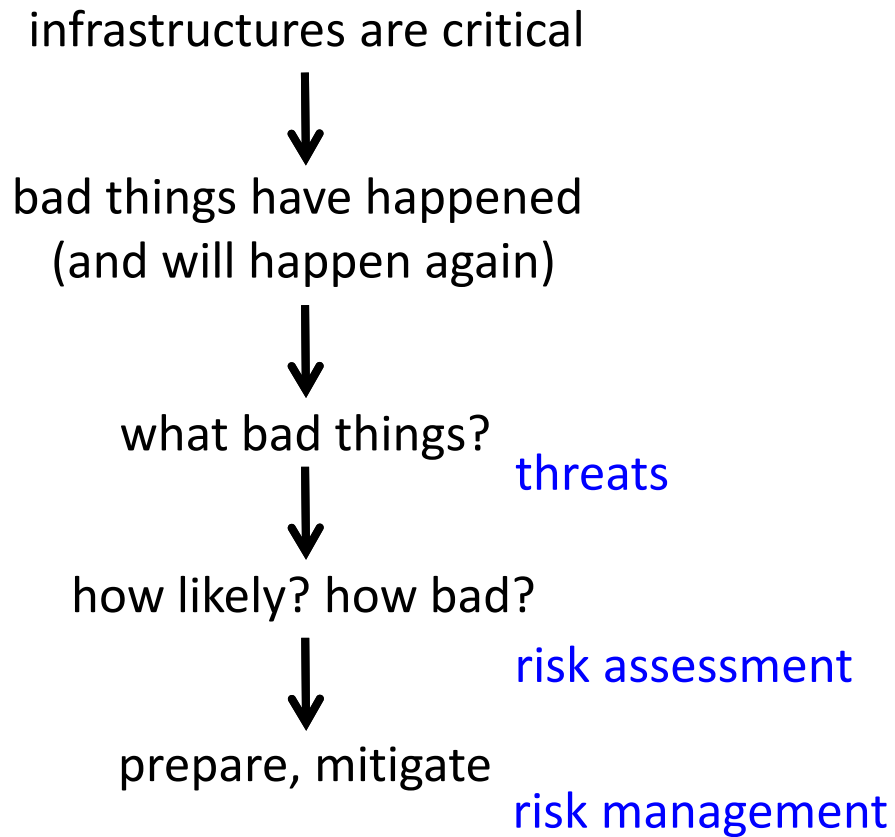 infrastructures are critical
bad things have happened
(and will happen again)
what bad things?
threats
how likely? how bad?
risk assessment
prepare, mitigate
risk management